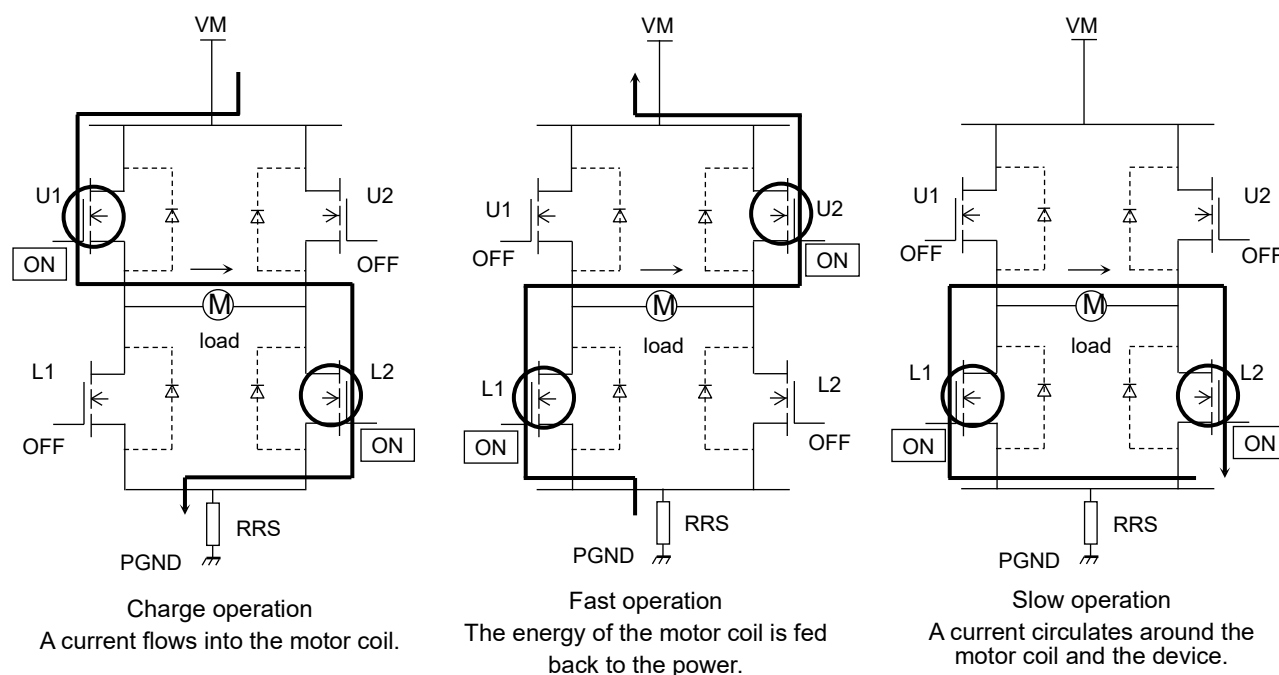 VM
U1
U2
ON
OFF
M
load
L1
L2
OFF
ON
RRS
PGND
Charge operation
A current flows into the motor coil.
VM
U1
U2
OFF
ON
M
load
L1
L2
ON
OFF
RRS
PGND
Fast operation
The energy of the motor coil is fed
back to the power.
VM
U1
U2
OFF
OFF
M
load
L1
L2
ON
ON
RRS
PGND
Slow operation
A current circulates around the
motor coil and the device.